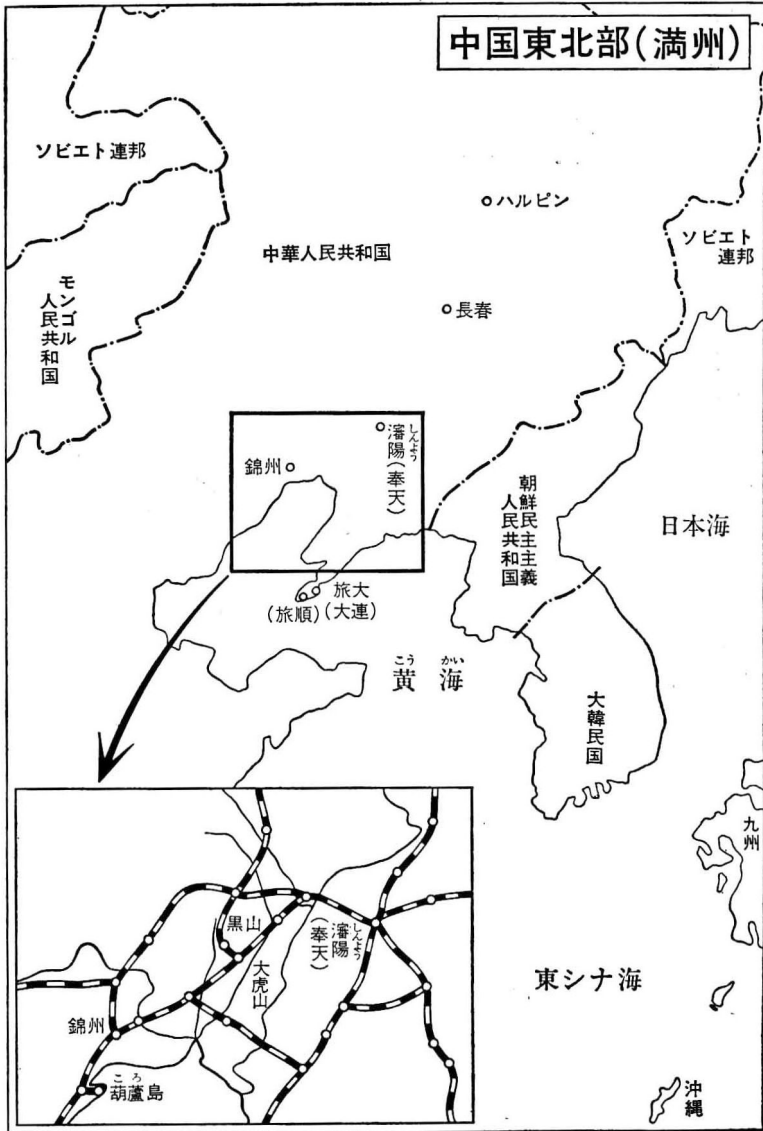 中国東北部(満州)
ソビエト連邦
ハルピン
中華人民共和国
ソビエト
連邦
モンゴル
人民共和国
長春
しんよう
瀋陽(奉天)
錦州
朝鮮民主主義
人民共和国
日本海
旅大
(旅順)(大連)
こう かい
黄海
大韓民国
九州
黒山
しんよう
瀋陽
(奉天)
大虎山
東シナ海
錦州
ころ
葫蘆島
沖縄